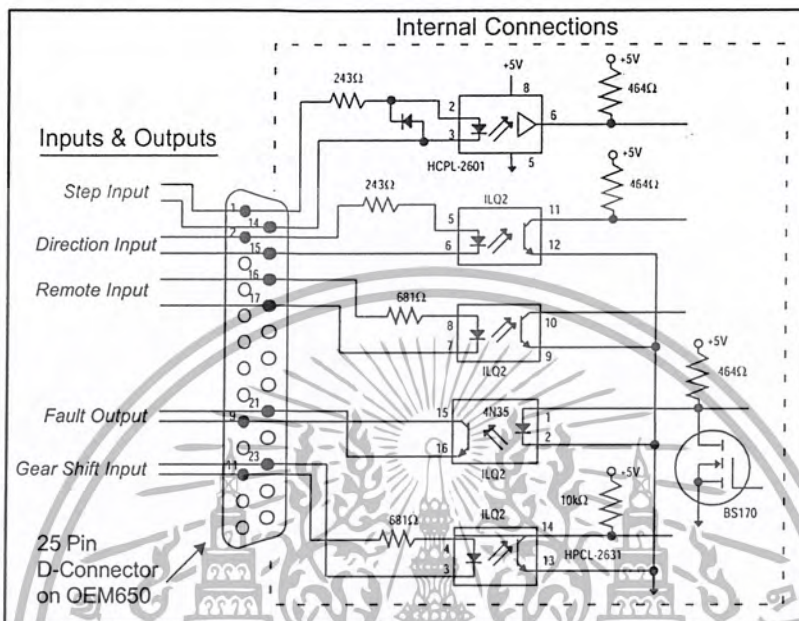 Internal Connections
+5V
+5V
243Ω
8
464Ω
2
6
3
Inputs & Outputs
HCPL-2601
5
+5V
Step Input
243Ω
ILQ2
464Ω
1
14
5
11
2
Direction Input
15
6
12
16
Remote Input
17
681Ω
8
10
7
9
+5V
ILQ2
464Ω
21
Fault Output
9
15
4N35
1
16
2
23
ILQ2
+5V
Gear Shift Input
11
ILQ2
10kΩ
BS170
681Ω
14
4
HPCL-2631
25 Pin
3
13
D-Connector
on OEM650